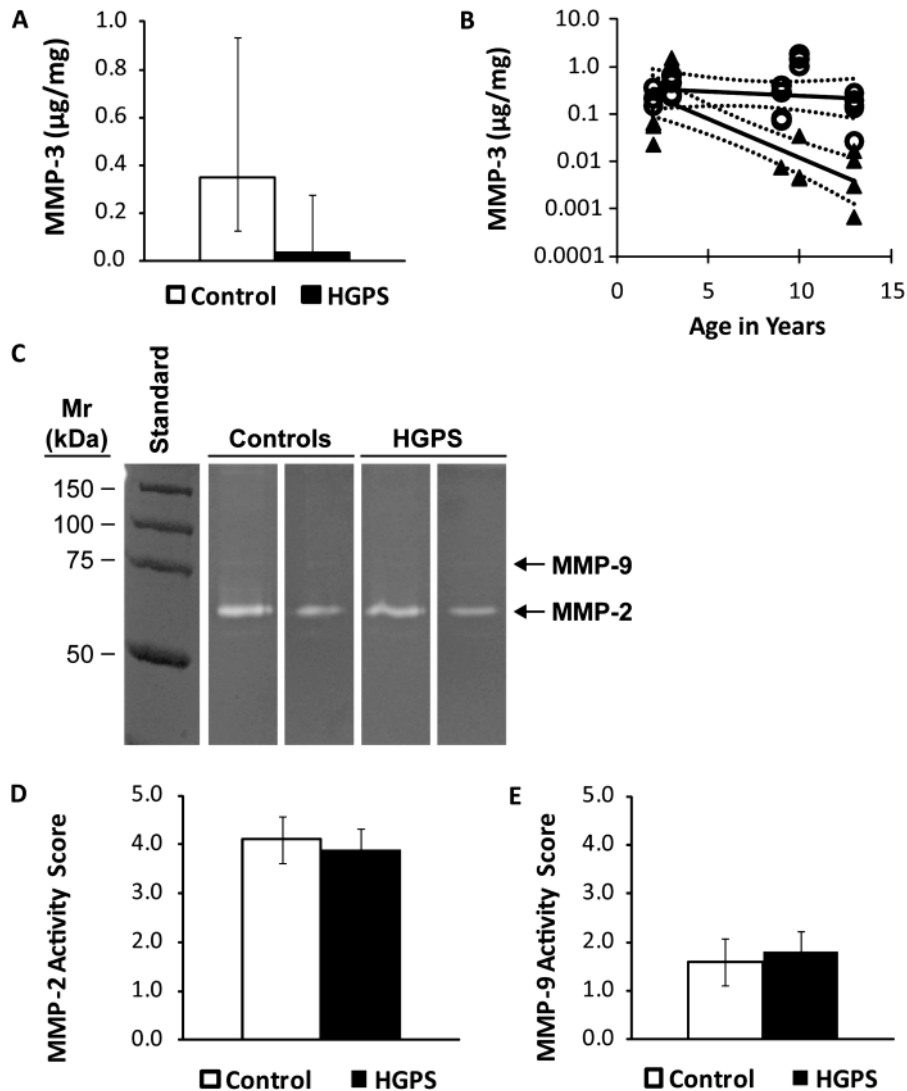 A
MMP-3 (µg/mg)
1.0
0.8
0.6
0.4
0.2
0.0
Control HGPS
B
MMP-3 (µg/mg)
10.0
1.0
0.1
0.01
0.001
0.0001
0 5 10 15
Age in Years
C
Mr
(kDa)
Standard
Controls HGPS
150
100
75
50
MMP-9
MMP-2
D
MMP-2 Activity Score
5.0
4.0
3.0
2.0
1.0
0.0
Control HGPS
E
MMP-9 Activity Score
5.0
4.0
3.0
2.0
1.0
0.0
Control HGPS